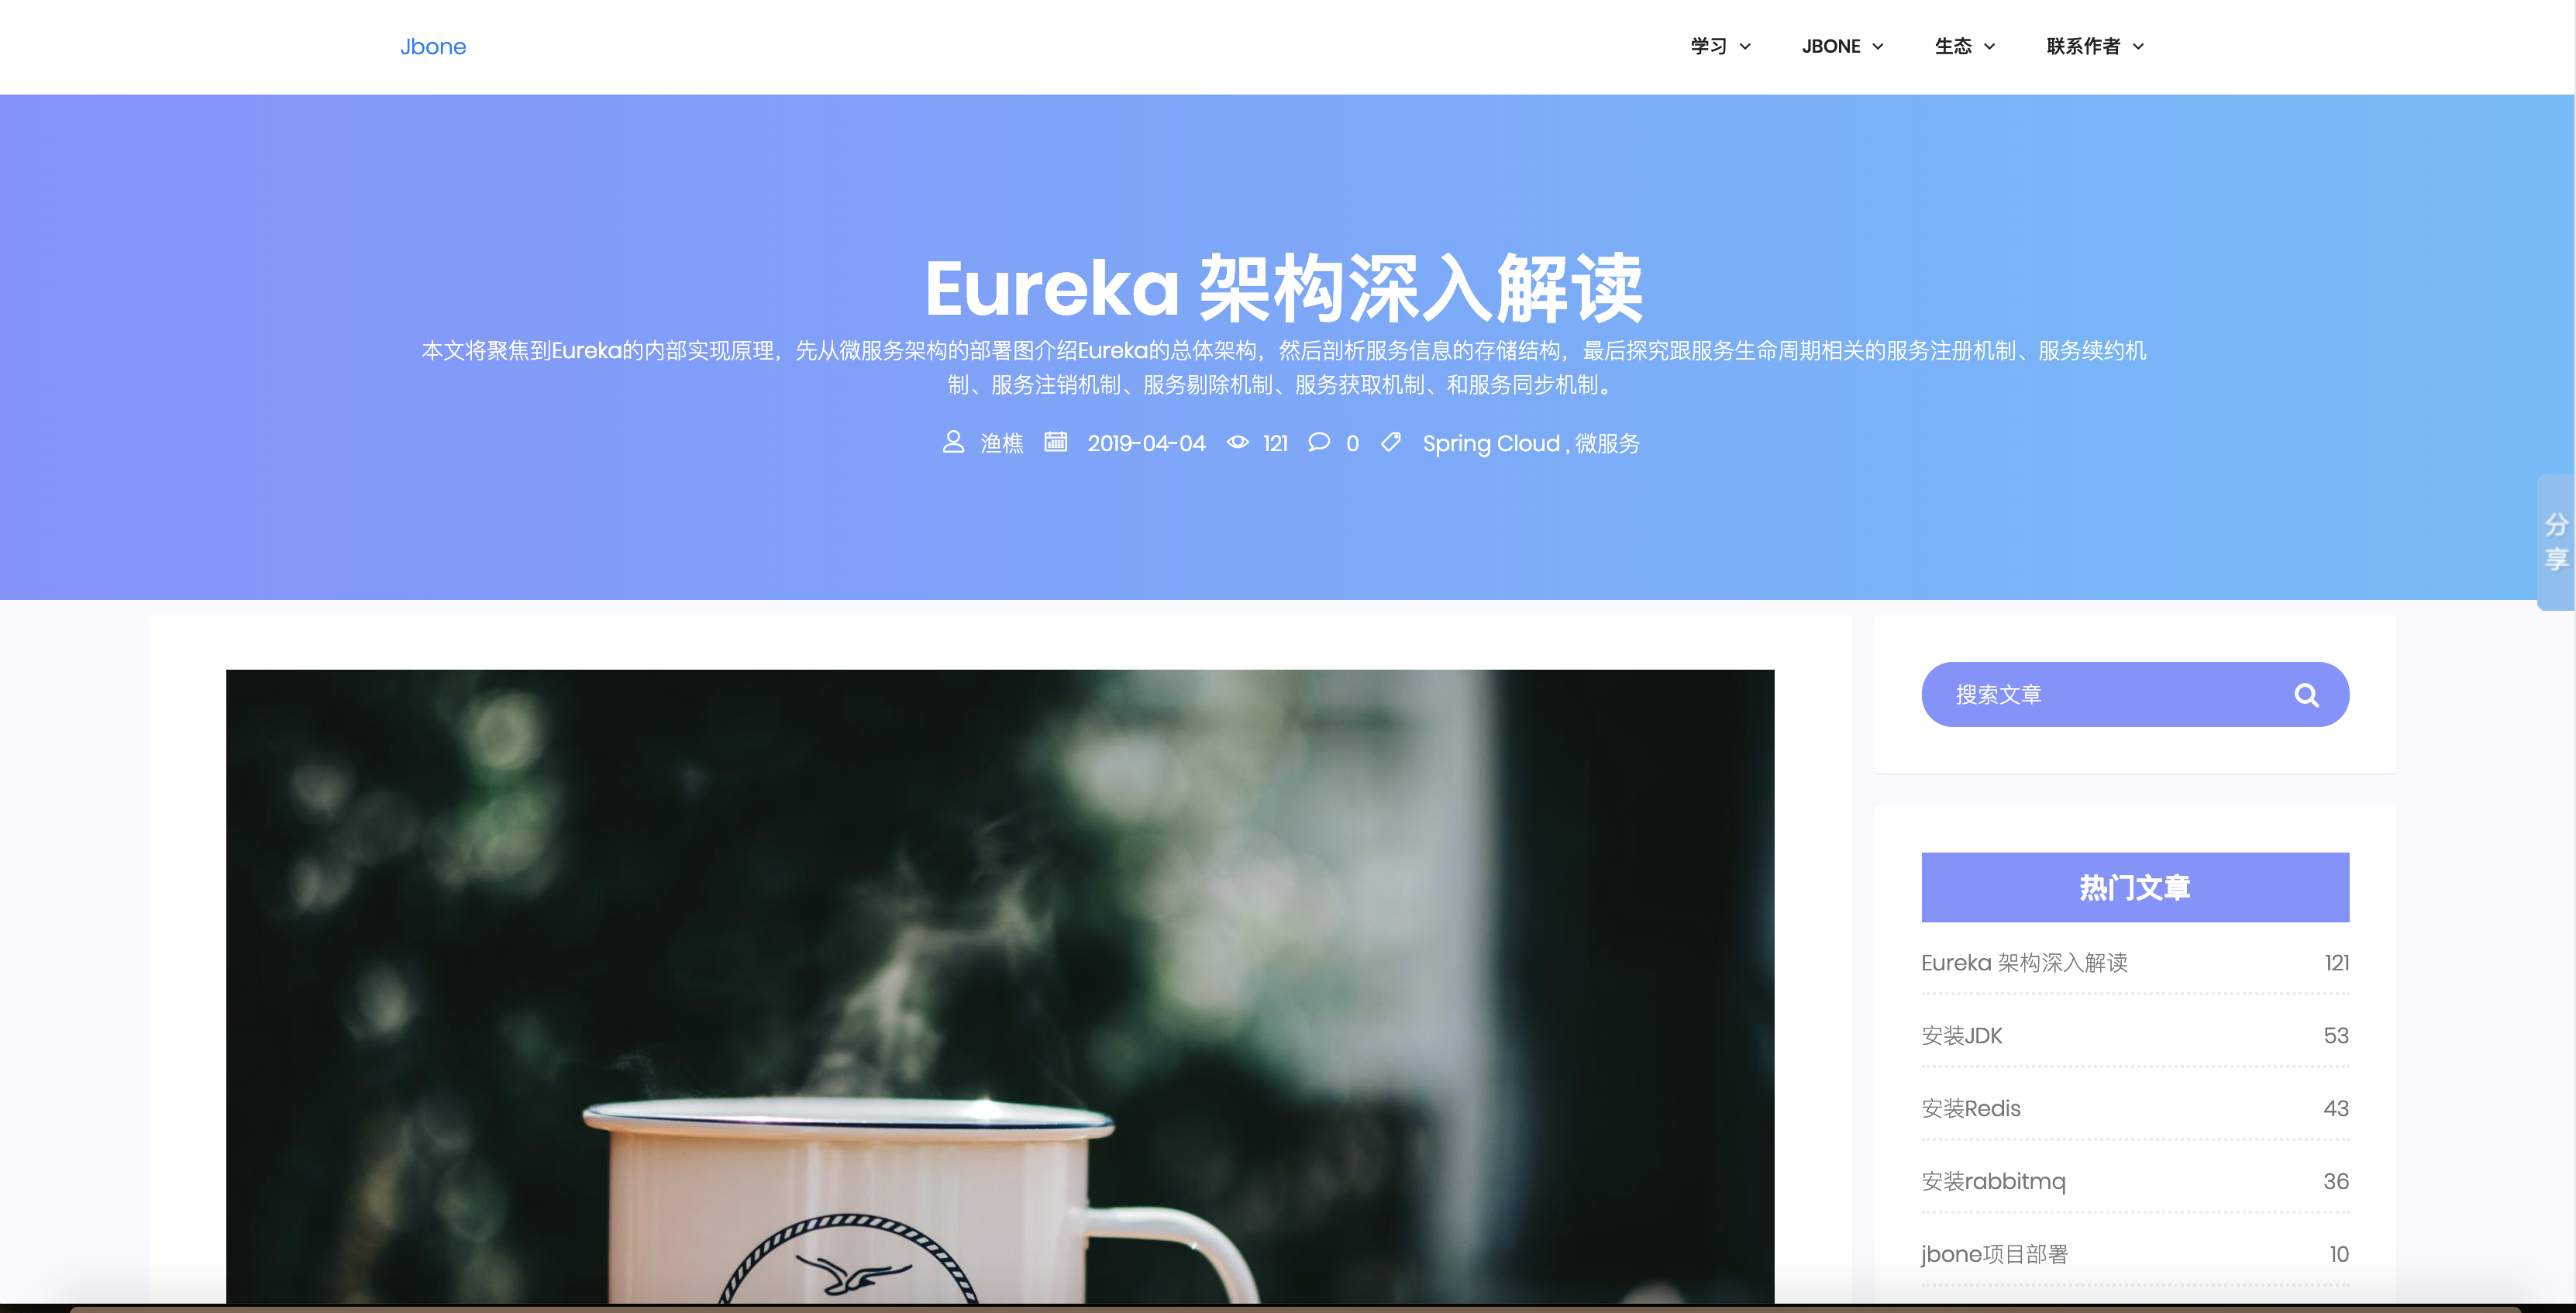 Jbone
学习
JBONE
生态
联系作者
Eureka 架构深入解读
本文将聚焦到Eureka的内部实现原理，先从微服务架构的部署图介绍Eureka的总体架构，然后剖析服务信息的存储结构，最后探究跟服务生命周期相关的服务注册机制、服务续约机
制、服务注销机制、服务剔除机制、服务获取机制、和服务同步机制。
渔樵 2019-04-04 121 0 Spring Cloud , 微服务
分
享
搜索文章
热门文章
Eureka 架构深入解读 121
安装JDK 53
安装Redis 43
安装rabbitmq 36
jbone项目部署 10